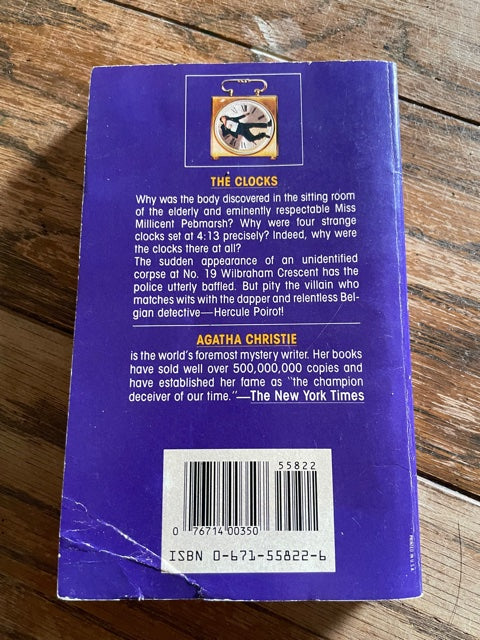 THE CLOCKS
Why was the body discovered in the sitting room
of the elderly and eminently respectable Miss
Millicent Pebmarsh? Why were four strange
clocks set at 4:13 precisely? Indeed, why were
the clocks there at all?
The sudden appearance of an unidentified
corpse at No. 19 Wilbraham Crescent has the
police utterly baffled. But pity the villain who
matches wits with the dapper and relentless Bel-
gian detective—Hercule Poirot!
AGATHA CHRISTIE
is the world's foremost mystery writer. Her books
have sold well over 500,000,000 copies and
have established her fame as "the champion
deceiver of our time."—The New York Times
55822
0 76714 00350
ISBN 0-671-55822-6
PRINTED IN U.S.A.